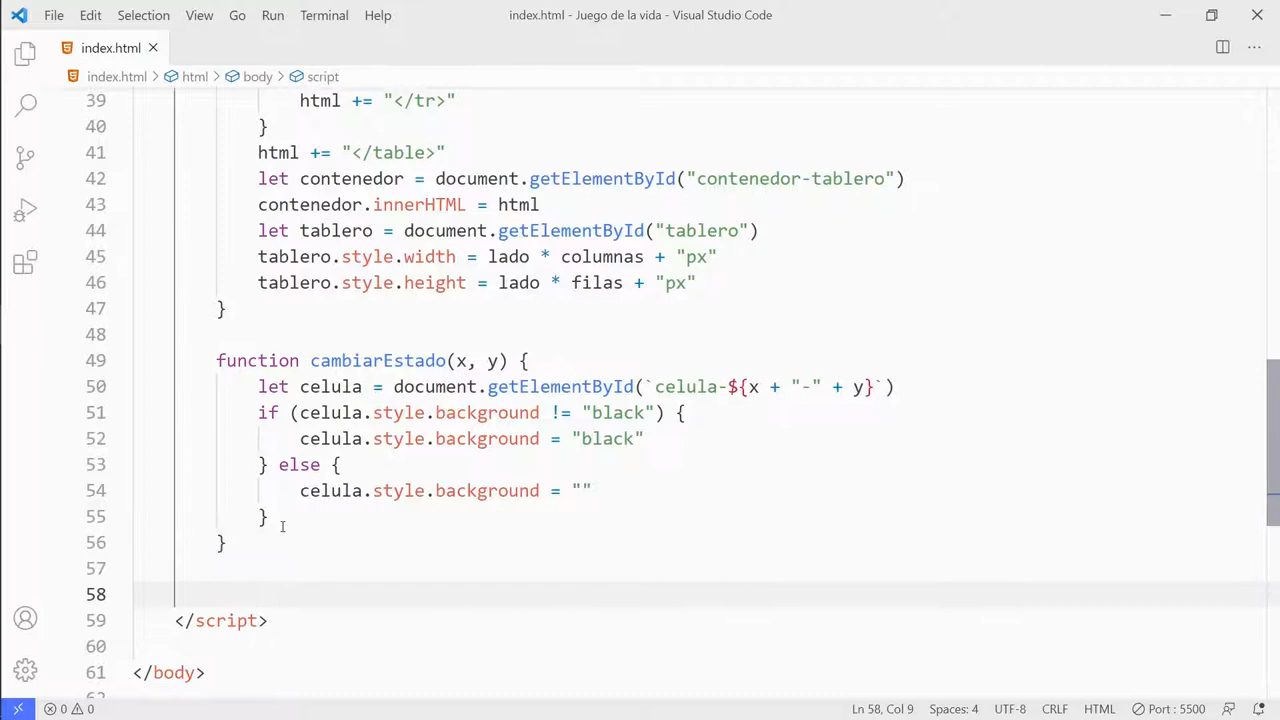 File Edit Selection View Go Run Terminal Help
index.html - Juego de la vida - Visual Studio Code
index.html
index.html > html > body > script
39 html += "</tr>"
40 }
41 html += "</table>"
42 let contenedor = document.getElementById("contenedor-tablero")
43 contenedor.innerHTML = html
44 let tablero = document.getElementById("tablero")
45 tablero.style.width = lado * columnas + "px"
46 tablero.style.height = lado * filas + "px"
47 }
48
49 function cambiarEstado(x, y) {
50 let celula = document.getElementById(`celula-${x + "-" + y}`)
51 if (celula.style.background != "black") {
52 celula.style.background = "black"
53 } else {
54 celula.style.background = ""
55 }
56 }
57
58
59 </script>
60
61 </body>
62
0 0 Ln 58, Col 9 Spaces: 4 UTF-8 CRLF HTML Port : 5500